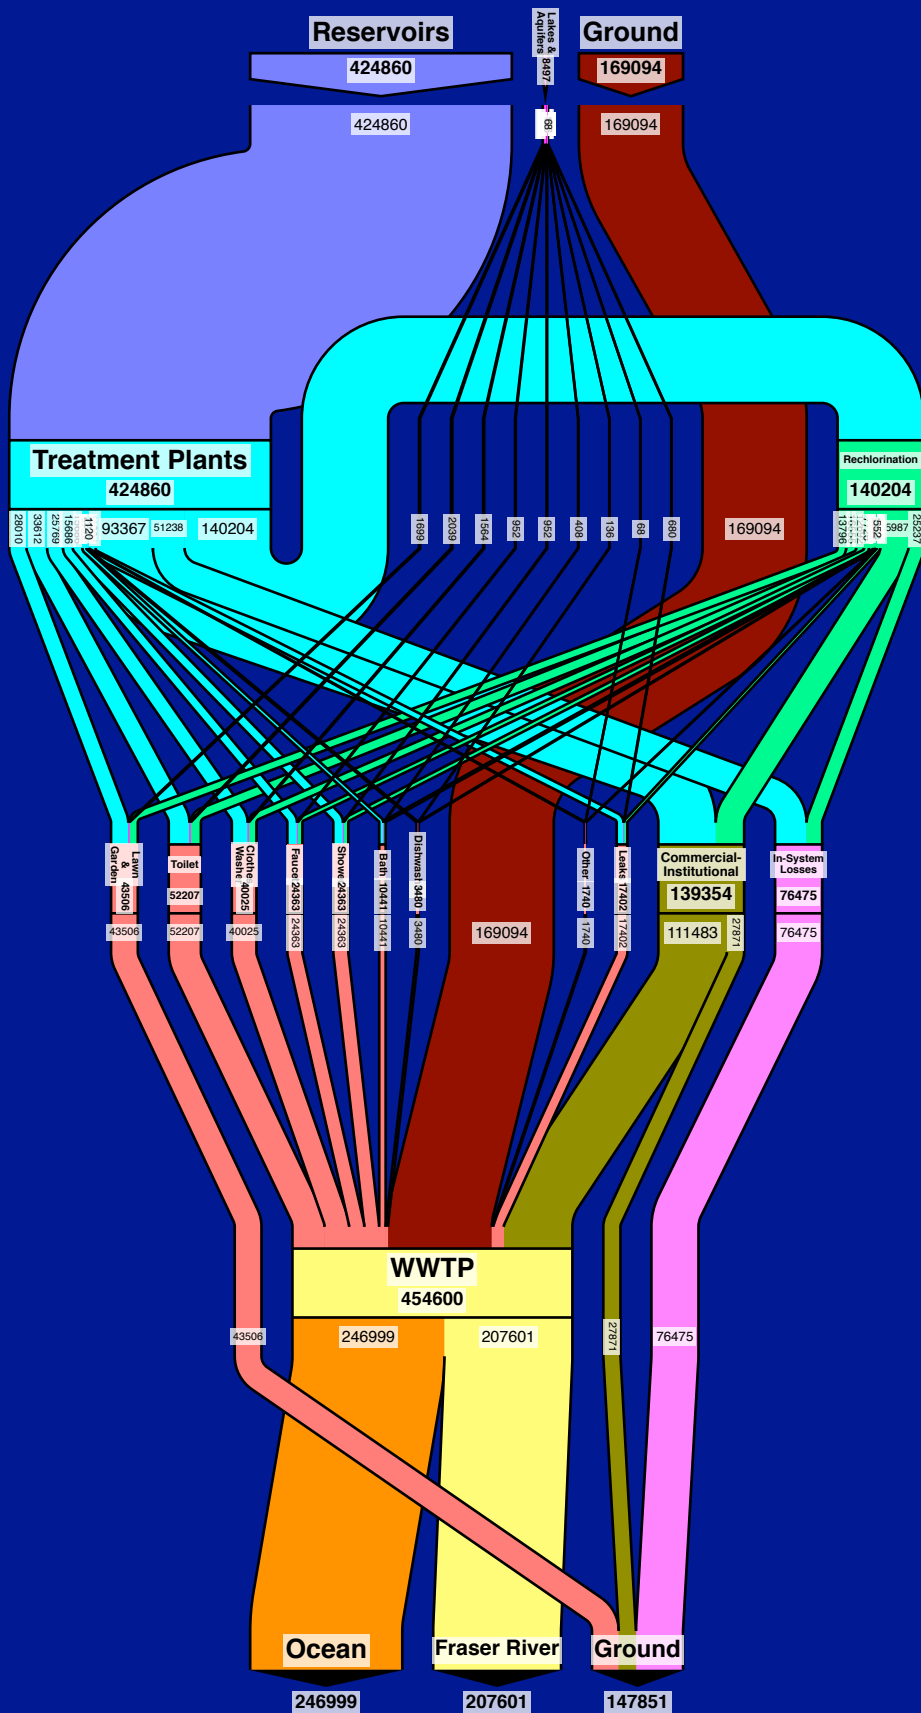 Reservoirs
424860
Lakes &
Aquifers
8497
Ground
169094
424860
68
169094
Treatment Plants
424860
Rechlorination
140204
28010
33612
25769
15686
1120
93367
51238
140204
1699
2039
1564
952
952
408
136
68
680
169094
13796
552
5987
25237
Lawn
&
Garden
43506
Toilet
52207
Clothe
Washe
40025
Fauce
24363
Showe
24363
Bath
10441
Dishwas
3480
Other
1740
Leaks
17402
Commercial-
Institutional
139354
In-System
Losses
76475
43506
52207
40025
24363
24363
10441
3480
169094
1740
17402
111483
27871
76475
WWTP
454600
246999
207601
43506
27871
76475
Ocean
Fraser River
Ground
246999
207601
147851